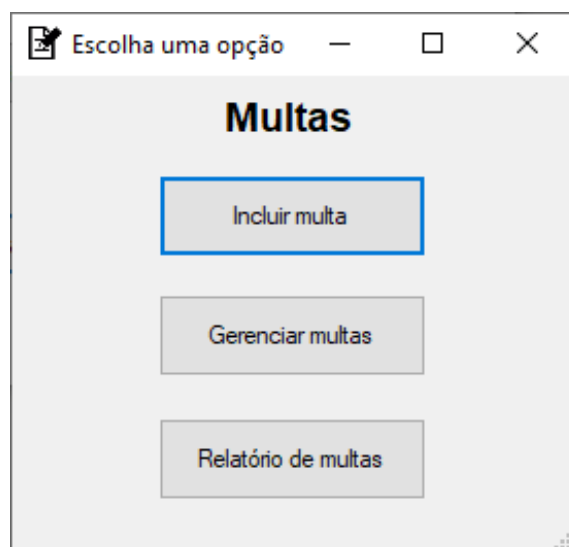 Escolha uma opção
Multas
Incluir multa
Gerenciar multas
Relatório de multas